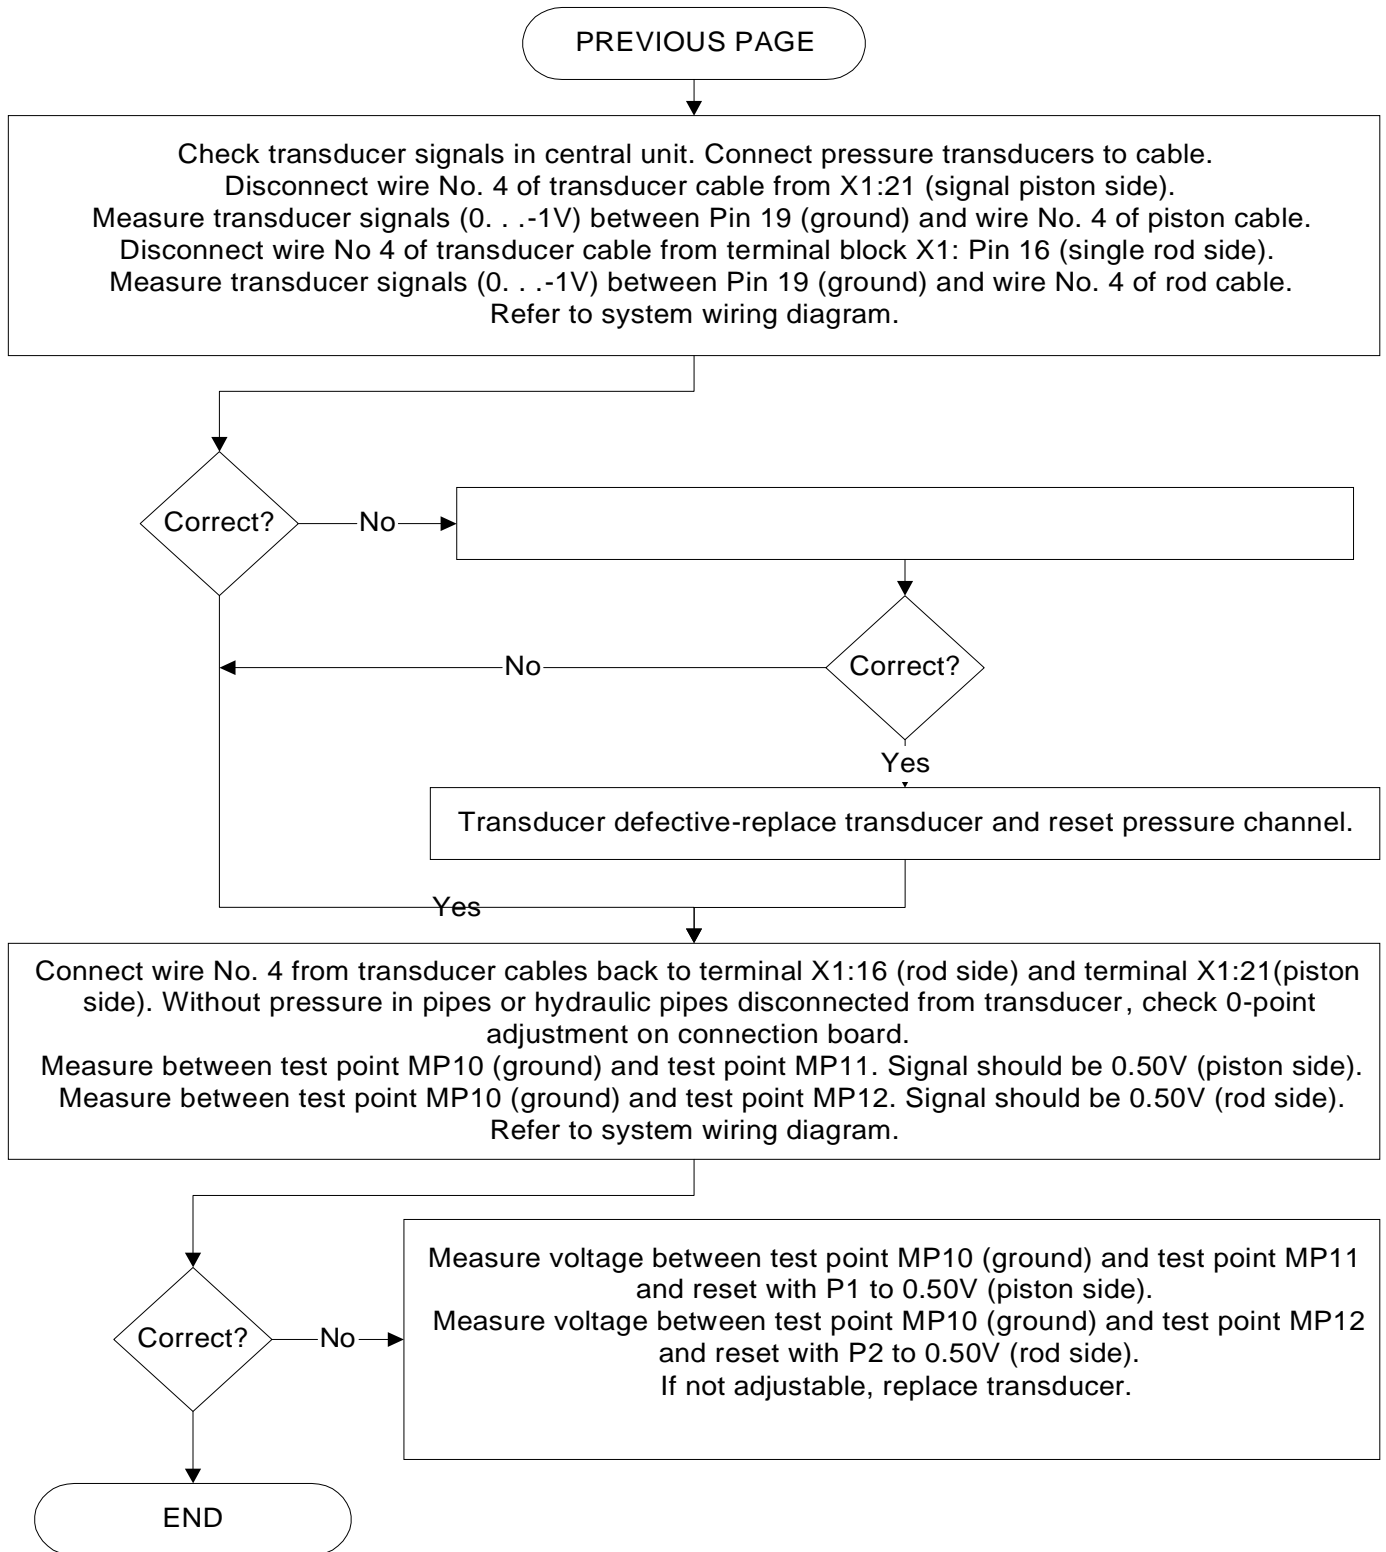 PREVIOUS PAGE
Check transducer signals in central unit. Connect pressure transducers to cable.
Disconnect wire No. 4 of transducer cable from X1:21 (signal piston side).
Measure transducer signals (0. . .-1V) between Pin 19 (ground) and wire No. 4 of piston cable.
Disconnect wire No 4 of transducer cable from terminal block X1: Pin 16 (single rod side).
Measure transducer signals (0. . .-1V) between Pin 19 (ground) and wire No. 4 of rod cable.
Refer to system wiring diagram.
Correct?
No
No
Correct?
Yes
Transducer defective-replace transducer and reset pressure channel.
Yes
Connect wire No. 4 from transducer cables back to terminal X1:16 (rod side) and terminal X1:21(piston
side). Without pressure in pipes or hydraulic pipes disconnected from transducer, check 0-point
adjustment on connection board.
Measure between test point MP10 (ground) and test point MP11. Signal should be 0.50V (piston side).
Measure between test point MP10 (ground) and test point MP12. Signal should be 0.50V (rod side).
Refer to system wiring diagram.
Correct?
No
Measure voltage between test point MP10 (ground) and test point MP11
and reset with P1 to 0.50V (piston side).
Measure voltage between test point MP10 (ground) and test point MP12
and reset with P2 to 0.50V (rod side).
If not adjustable, replace transducer.
END